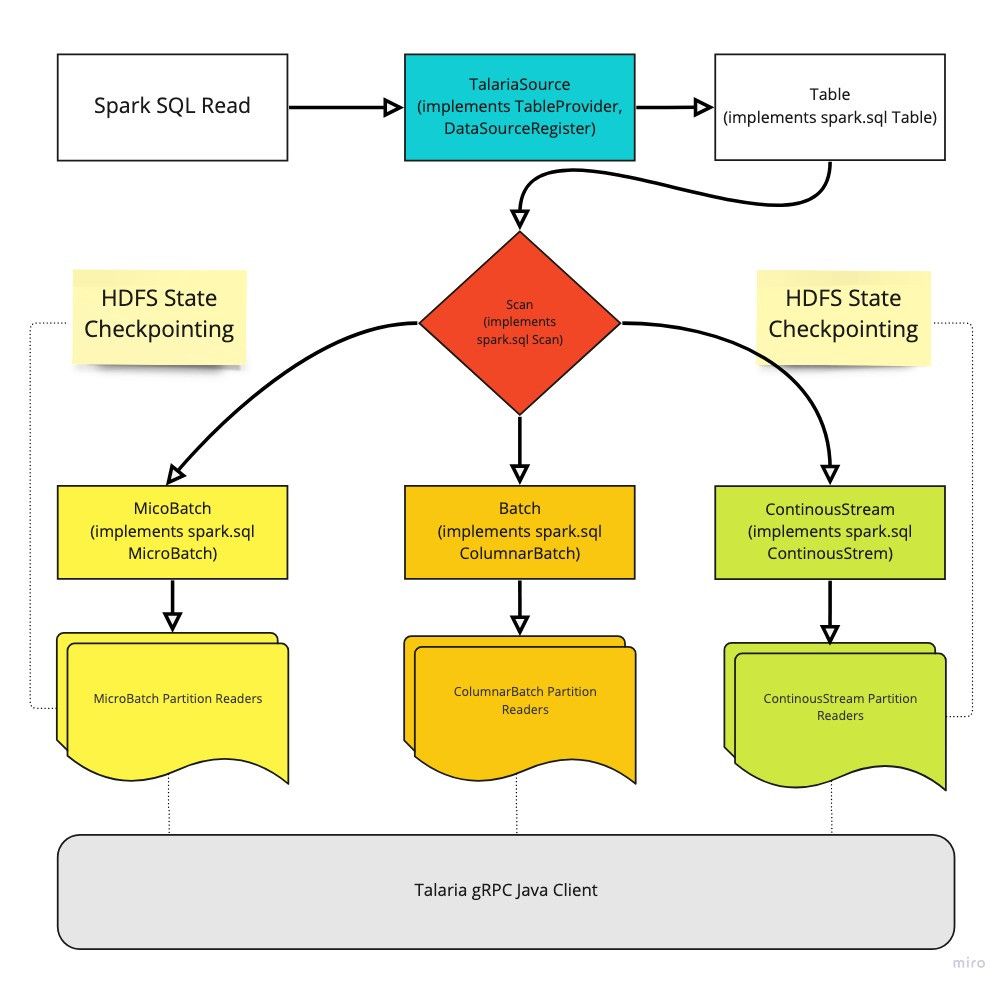 Spark SQL Read
TalariaSource
(implements TableProvider,
DataSourceRegister)
Table
(implements spark.sql Table)
HDFS State
Checkpointing
Scan
(implements
spark.sql Scan)
HDFS State
Checkpointing
MicoBatch
(implements spark.sql
MicroBatch)
Batch
(implements spark.sql
ColumnarBatch)
ContinousStream
(implements spark.sql
ContinousStrem)
MicroBatch Partition Readers
ColumnarBatch Partition
Readers
ContinousStream Partition
Readers
Talaria gRPC Java Client
miro